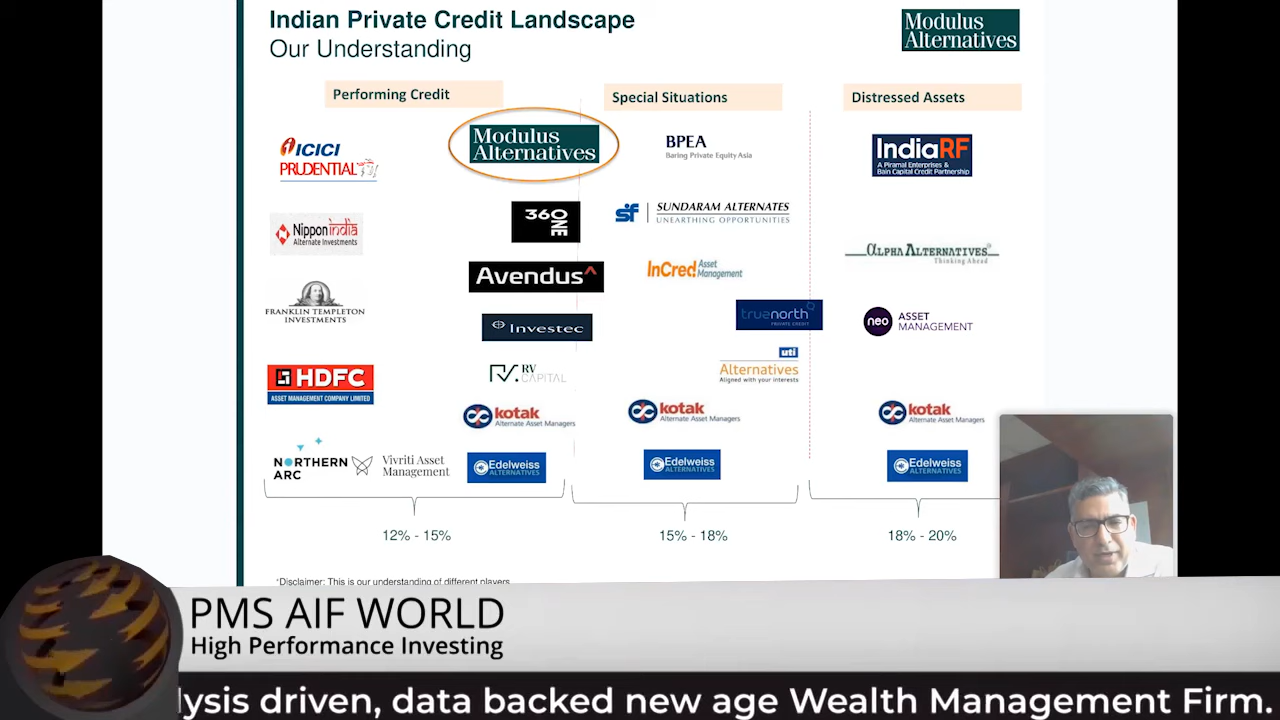 Indian Private Credit Landscape
Our Understanding
Modulus
Alternatives
Performing Credit
Special Situations
Distressed Assets
ICICI
PRUDENTIAL
Modulus
Alternatives
BPEA
Baring Private Equity Asia
IndiaRF
A Piramal Enterprises &
Bain Capital Credit Partnership
Nippon india
Alternate Investments
360
ONE
sf SUNDARAM ALTERNATES
UNEARTHING OPPORTUNITIES
ALPHA ALTERNATIVES
Thinking Ahead
Avendus
InCred Asset
Management
FRANKLIN TEMPLETON
INVESTMENTS
Investec
truenorth
PRIVATE CREDIT
neo ASSET
MANAGEMENT
HDFC
ASSET MANAGEMENT COMPANY LIMITED
RV RV
CAPITAL
uti
Alternatives
Aligned with your interests
kotak
Alternate Asset Managers
kotak
Alternate Asset Managers
kotak
Alternate Asset Managers
NORTHERN
ARC
Vivriti Asset
Management
Edelweiss
ALTERNATIVES
Edelweiss
ALTERNATIVES
Edelweiss
ALTERNATIVES
12% - 15%
15% - 18%
18% - 20%
*Disclaimer: This is our understanding of different players
PMS AIF WORLD
High Performance Investing
lysis driven, data backed new age Wealth Management Firm.